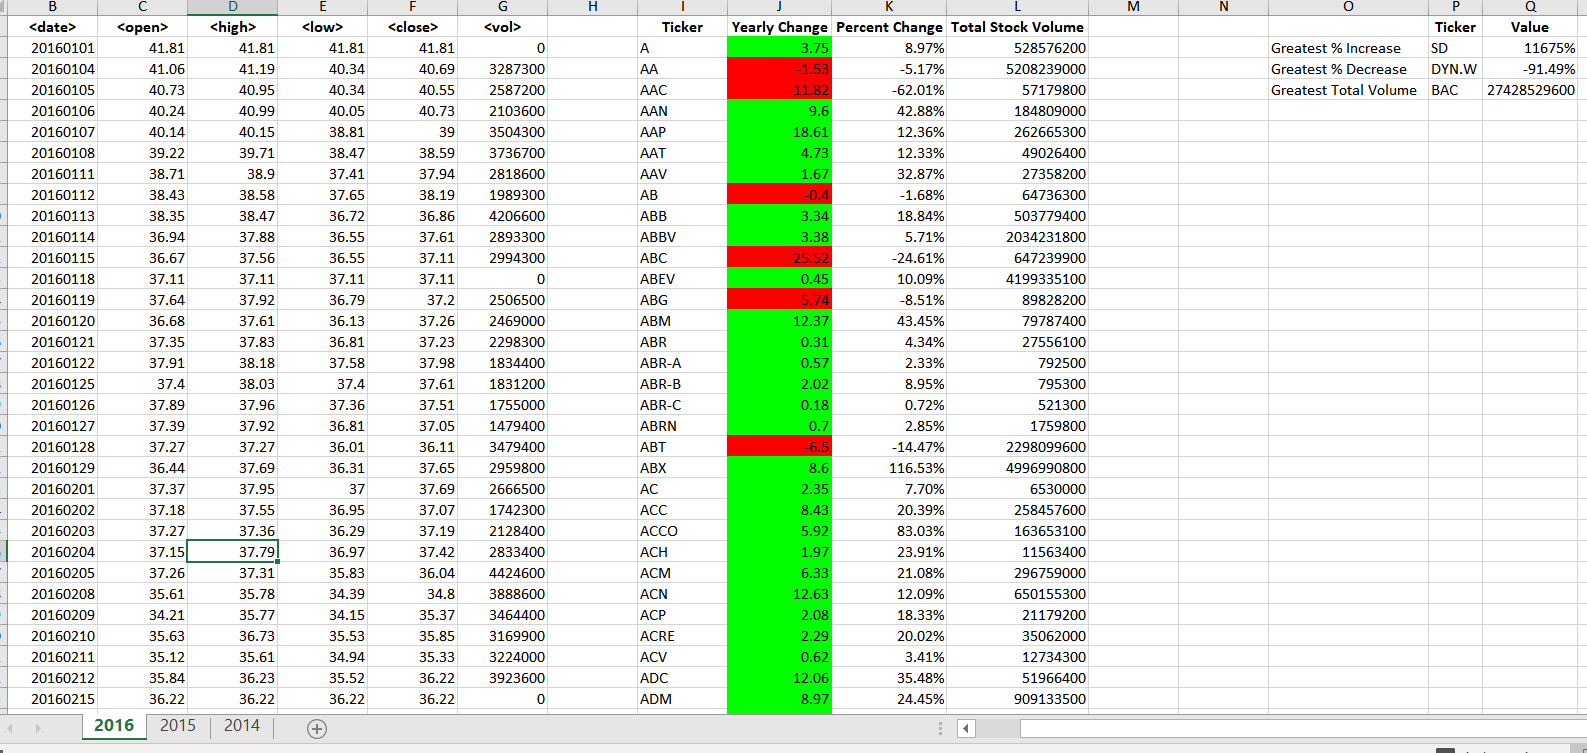 B C D E F G H I J K L M N O P Q
<date> <open> <high> <low> <close> <vol> Ticker Yearly Change Percent Change Total Stock Volume Ticker Value
20160101 41.81 41.81 41.81 41.81 0 A 3.75 8.97% 528576200 Greatest % Increase SD 11675%
20160104 41.06 41.19 40.34 40.69 3287300 AA -1.53 -5.17% 5208239000 Greatest % Decrease DYN.W -91.49%
20160105 40.73 40.95 40.34 40.55 2587200 AAC -11.82 -62.01% 57179800 Greatest Total Volume BAC 27428529600
20160106 40.24 40.99 40.05 40.73 2103600 AAN 9.6 42.88% 184809000
20160107 40.14 40.15 38.81 39 3504300 AAP 18.61 12.36% 262665300
20160108 39.22 39.71 38.47 38.59 3736700 AAT 4.73 12.33% 49026400
20160111 38.71 38.9 37.41 37.94 2818600 AAV 1.67 32.87% 27358200
20160112 38.43 38.58 37.65 38.19 1989300 AB -0.4 -1.68% 64736300
20160113 38.35 38.47 36.72 36.86 4206600 ABB 3.34 18.84% 503779400
20160114 36.94 37.88 36.55 37.61 2893300 ABBV 3.38 5.71% 2034231800
20160115 36.67 37.56 36.55 37.11 2994300 ABC -25.52 -24.61% 647239900
20160118 37.11 37.11 37.11 37.11 0 ABEV 0.45 10.09% 4199335100
20160119 37.64 37.92 36.79 37.2 2506500 ABG -5.74 -8.51% 89828200
20160120 36.68 37.61 36.13 37.26 2469000 ABM 12.37 43.45% 79787400
20160121 37.35 37.83 36.81 37.23 2298300 ABR 0.31 4.34% 27556100
20160122 37.91 38.18 37.58 37.98 1834400 ABR-A 0.57 2.33% 792500
20160125 37.4 38.03 37.4 37.61 1831200 ABR-B 2.02 8.95% 795300
20160126 37.89 37.96 37.36 37.51 1755000 ABR-C 0.18 0.72% 521300
20160127 37.39 37.92 36.81 37.05 1479400 ABRN 0.7 2.85% 1759800
20160128 37.27 37.27 36.01 36.11 3479400 ABT -6.5 -14.47% 2298099600
20160129 36.44 37.69 36.31 37.65 2959800 ABX 8.6 116.53% 4996990800
20160201 37.37 37.95 37 37.69 2666500 AC 2.35 7.70% 6530000
20160202 37.18 37.55 36.95 37.07 1742300 ACC 8.43 20.39% 258457600
20160203 37.27 37.36 36.29 37.19 2128400 ACCO 5.92 83.03% 163653100
20160204 37.15 37.79 36.97 37.42 2833400 ACH 1.97 23.91% 11563400
20160205 37.26 37.31 35.83 36.04 4424600 ACM 6.33 21.08% 296759000
20160208 35.61 35.78 34.39 34.8 3888600 ACN 12.63 12.09% 650155300
20160209 34.21 35.77 34.15 35.37 3464400 ACP 2.08 18.33% 21179200
20160210 35.63 36.73 35.53 35.85 3169900 ACRE 2.29 20.02% 35062000
20160211 35.12 35.61 34.94 35.33 3224000 ACV 0.62 3.41% 12734300
20160212 35.84 36.23 35.52 36.22 3923600 ADC 12.06 35.48% 51966400
20160215 36.22 36.22 36.22 36.22 0 ADM 8.97 24.45% 909133500
2016 2015 2014